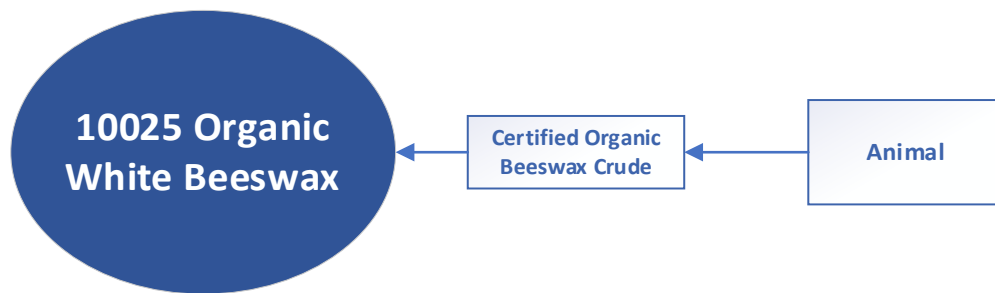 10025 Organic
White Beeswax
Certified Organic
Beeswax Crude
Animal